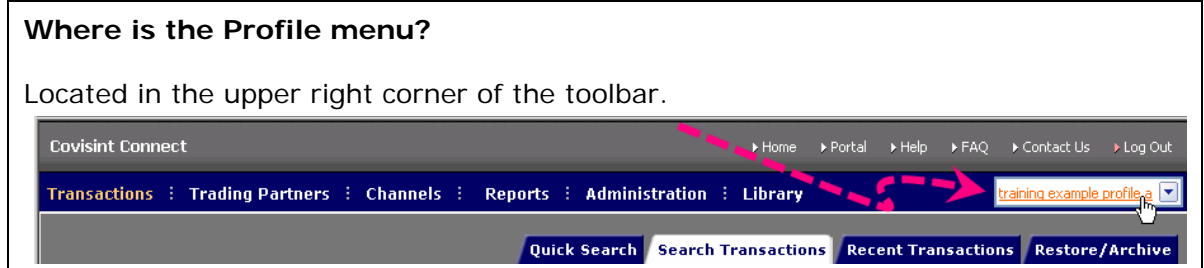 Where is the Profile menu?
Located in the upper right corner of the toolbar.
Covisint Connect Home Portal Help FAQ Contact Us Log Out
Transactions Trading Partners Channels Reports Administration Library training example profile a
Quick Search Search Transactions Recent Transactions Restore/Archive